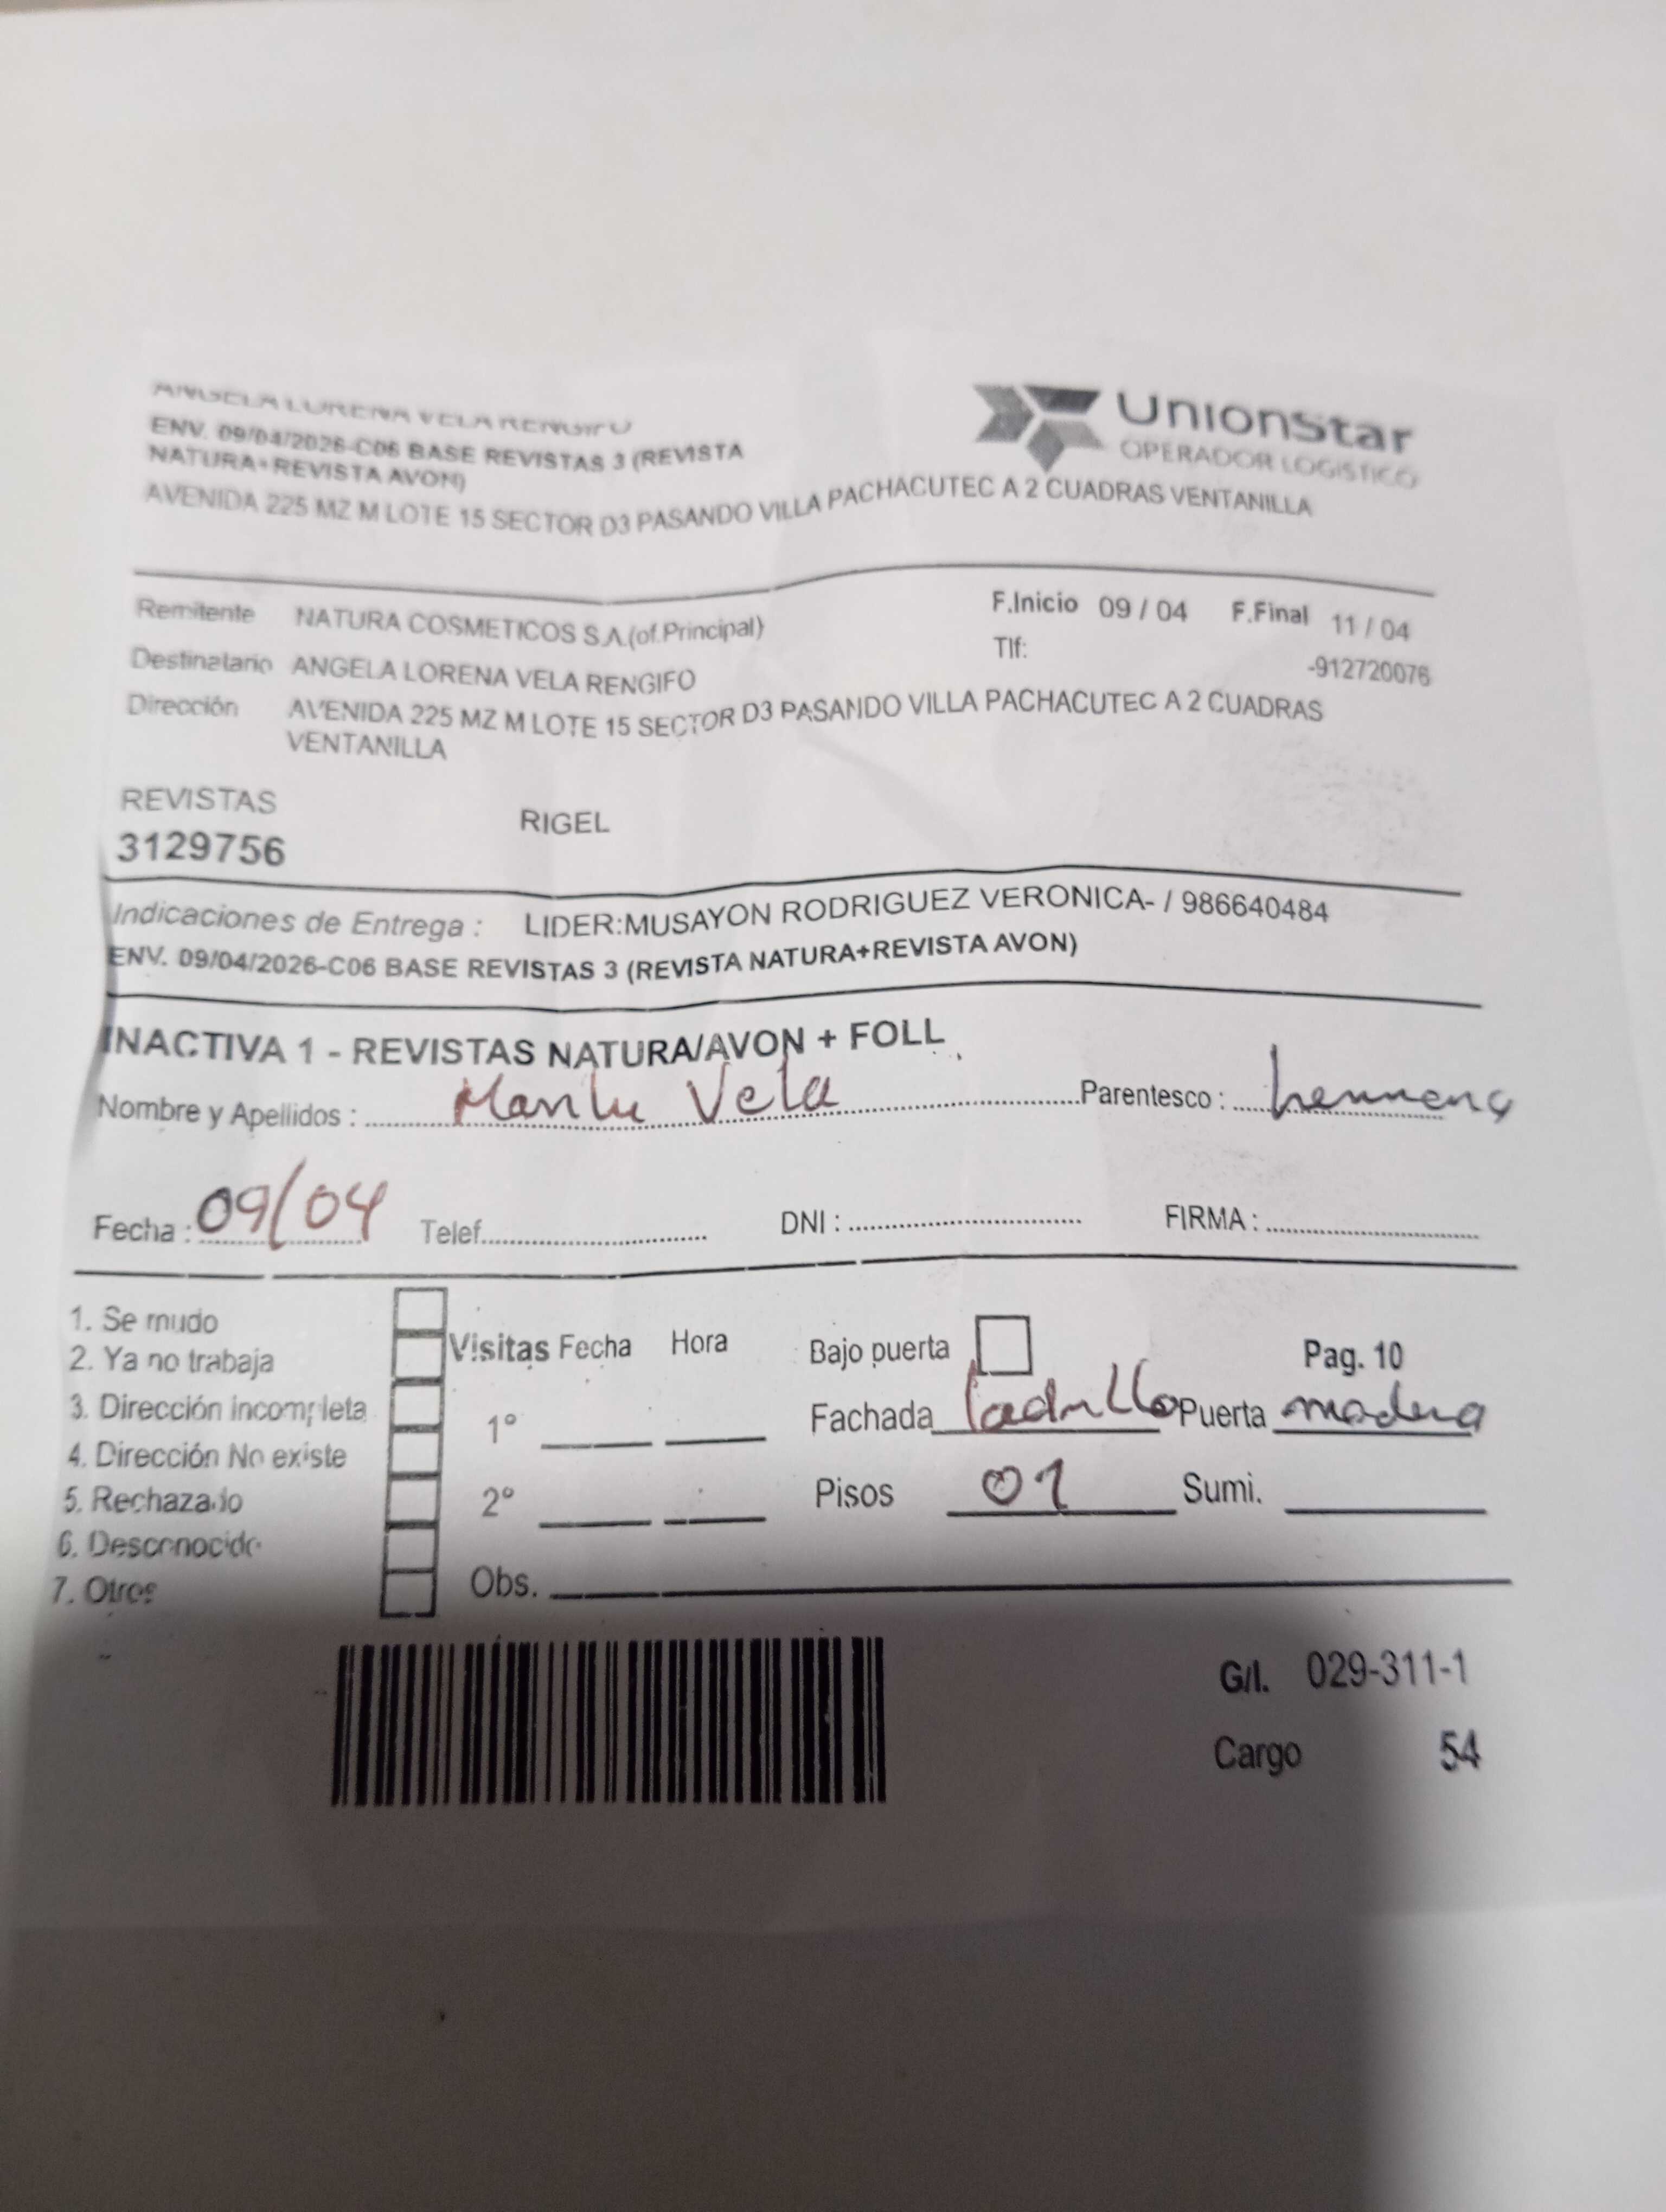 ANGELA LORENA VELA RENGIFO
UnionStar
OPERADOR LOGISTICO
ENV. 09/04/2026-C06 BASE REVISTAS 3 (REVISTA
NATURA+REVISTA AVON)
AVENIDA 225 MZ M LOTE 15 SECTOR D3 PASANDO VILLA PACHACUTEC A 2 CUADRAS VENTANILLA
Remitente NATURA COSMETICOS S.A.(of.Principal) F.Inicio 09 / 04 F.Final 11 / 04
Destinatario ANGELA LORENA VELA RENGIFO Tlf: -912720076
Dirección AVENIDA 225 MZ M LOTE 15 SECTOR D3 PASANDO VILLA PACHACUTEC A 2 CUADRAS
VENTANILLA
REVISTAS RIGEL
3129756
Indicaciones de Entrega : LIDER:MUSAYON RODRIGUEZ VERONICA- / 986640484
ENV. 09/04/2026-C06 BASE REVISTAS 3 (REVISTA NATURA+REVISTA AVON)
INACTIVA 1 - REVISTAS NATURA/AVON + FOLL
Nombre y Apellidos : Vela Parentesco : hermena
Fecha : 09/04 Telef. DNI : FIRMA :
1. Se mudo
2. Ya no trabaja
3. Dirección incompleta
4. Dirección No existe
5. Rechazado
6. Desconocido
7. Otros
Visitas Fecha Hora Bajo puerta Pag. 10
1° Fachada ladrillo Puerta madera
2° Pisos 01 Sumi.
Obs.
G/I. 029-311-1
Cargo 54